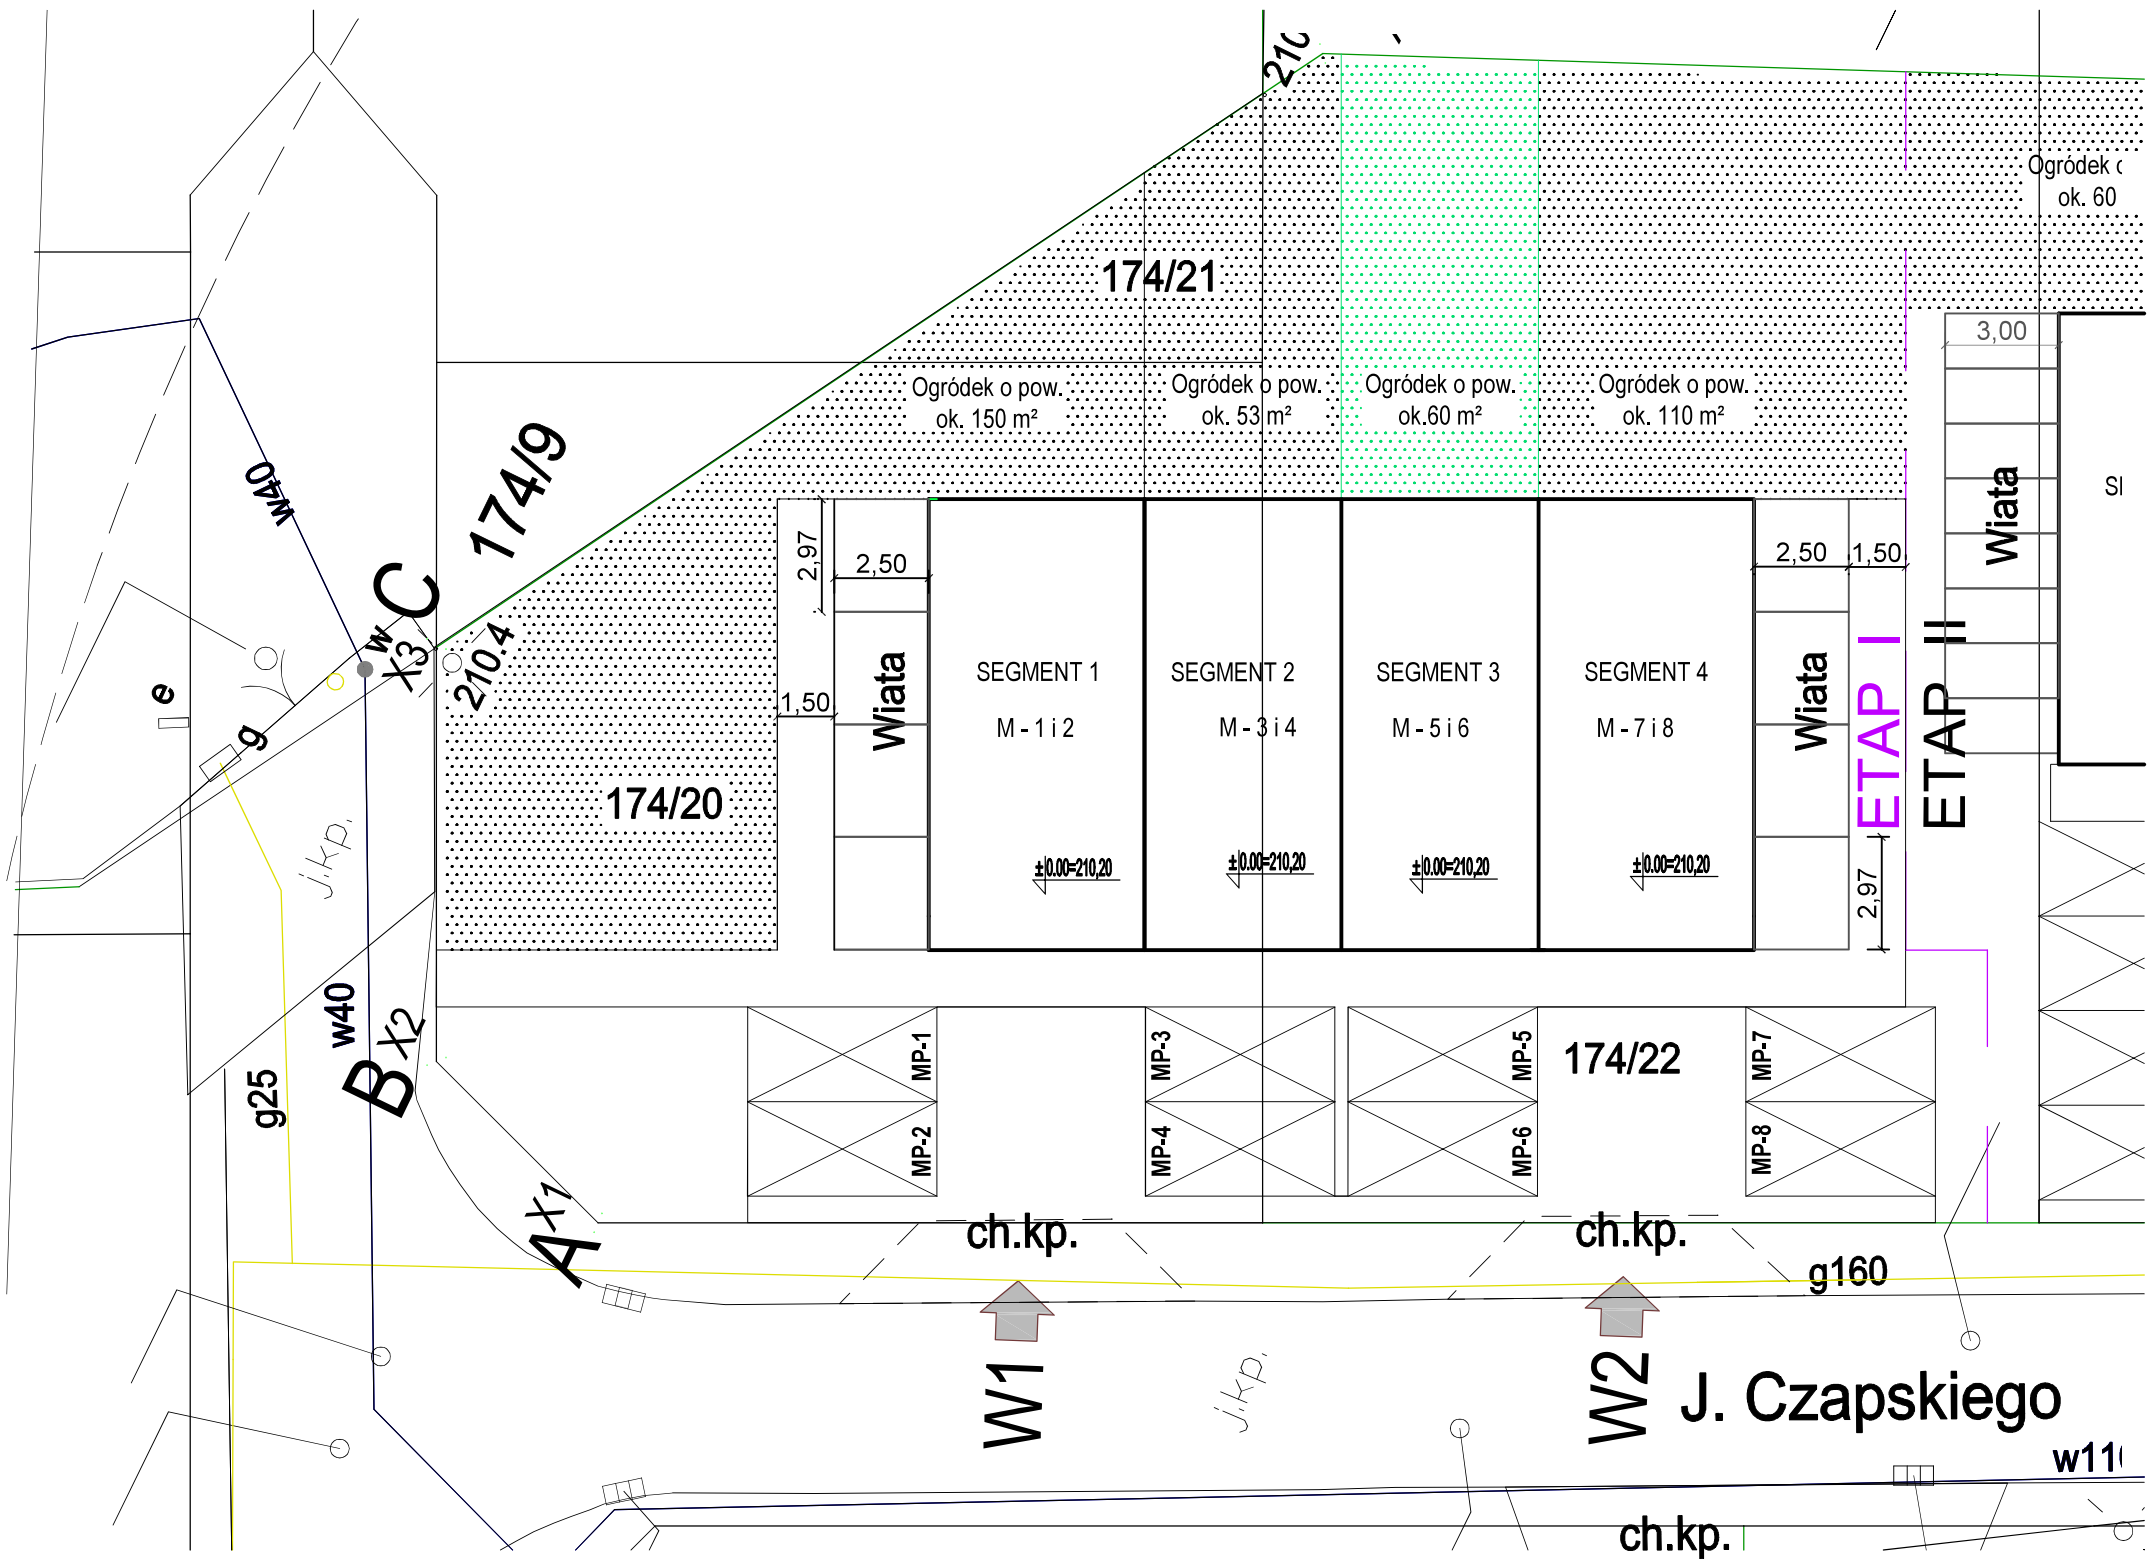 210
Ogródek
ok. 60
174/21
3,00
Ogródek o pow.
ok. 150 m²
Ogródek o pow.
ok. 53 m²
Ogródek o pow.
ok.60 m²
Ogródek o pow.
ok. 110 m²
w40
174/9
C
w
X3
210.4
e
g
2,97
2,50
1,50
Wiata
174/20
SEGMENT 1
M - 1 i 2
SEGMENT 2
M - 3 i 4
SEGMENT 3
M - 5 i 6
SEGMENT 4
M - 7 i 8
±0.00=210,20
±0.00=210,20
±0.00=210,20
±0.00=210,20
2,50
1,50
Wiata
2,97
ETAP I
ETAP II
Wiata
j.kp.
w40
B
X2
g25
A
X1
MP-1
MP-2
MP-3
MP-4
MP-5
MP-6
174/22
MP-7
MP-8
ch.kp.
ch.kp.
g160
W1
j.kp.
W2
J. Czapskiego
ch.kp.